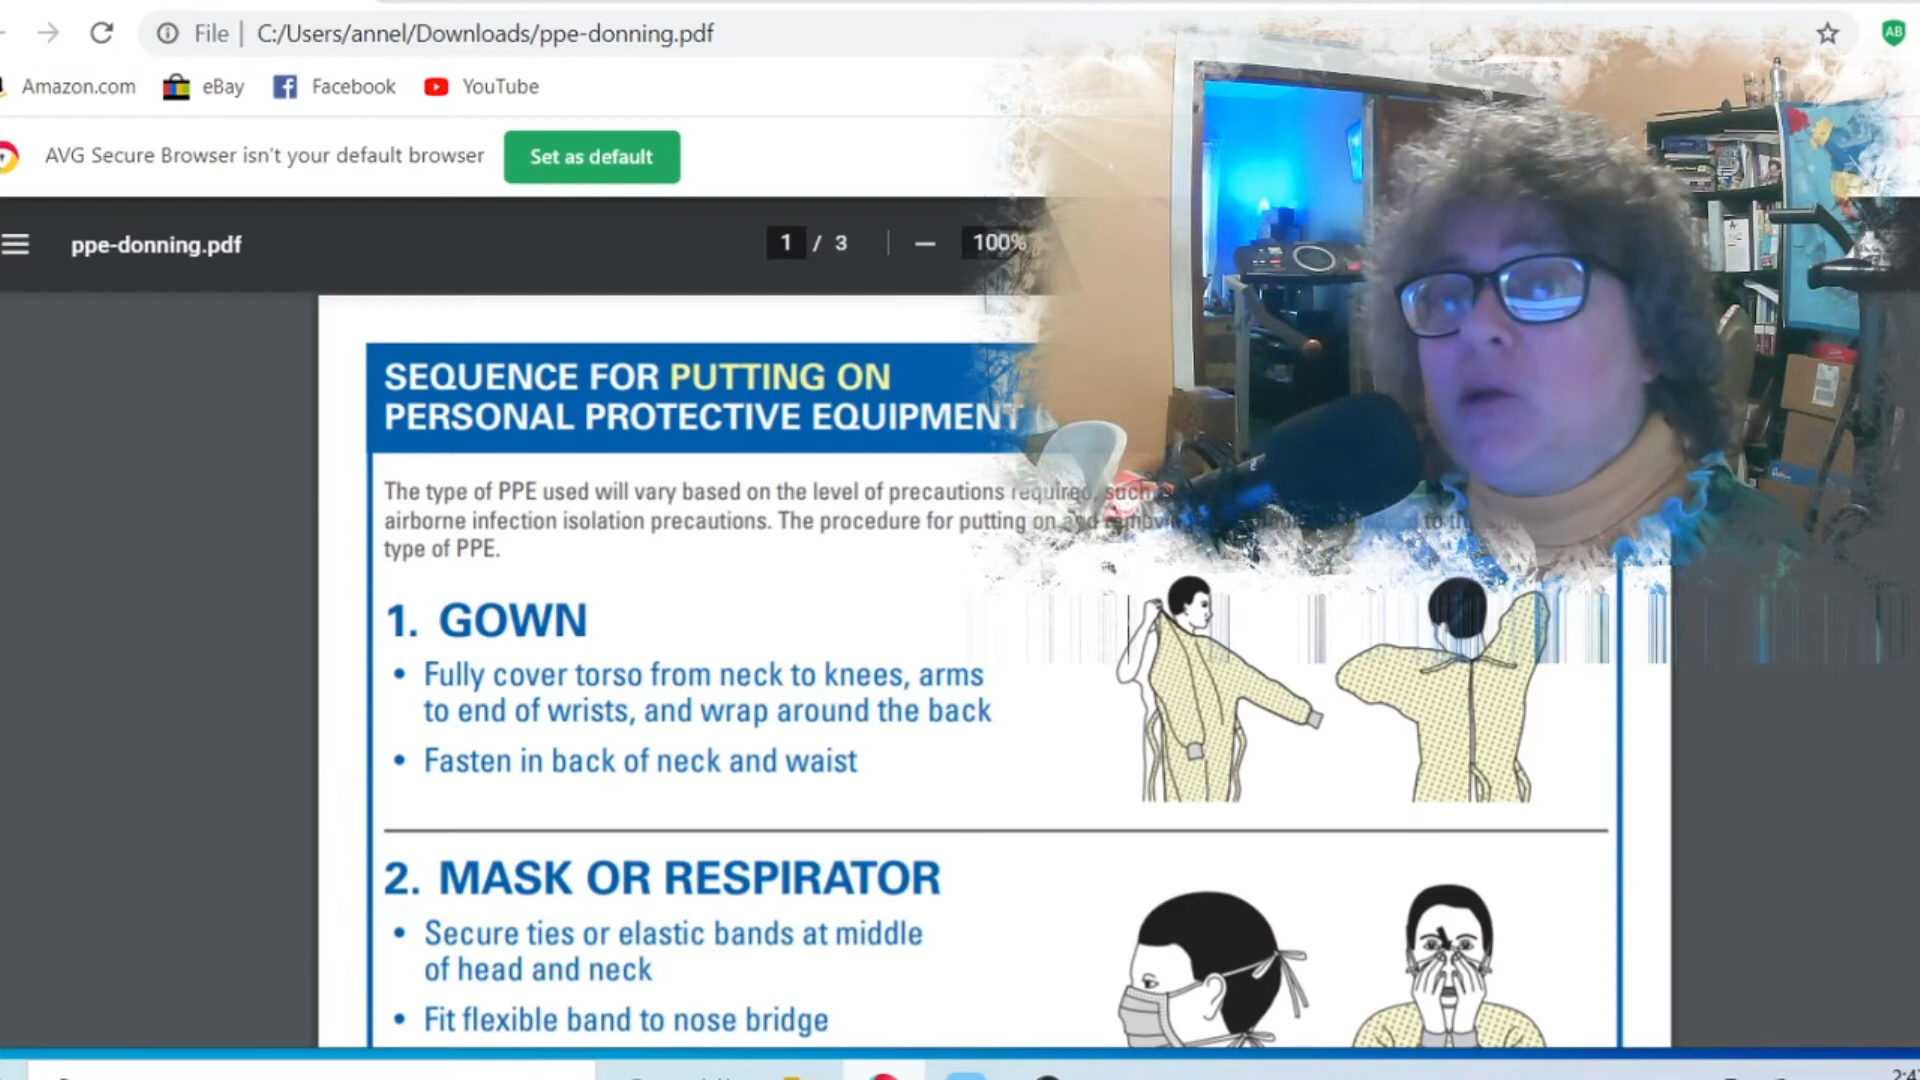 File | C:/Users/annel/Downloads/ppe-donning.pdf
AB
Amazon.com eBay Facebook YouTube
AVG Secure Browser isn't your default browser Set as default
ppe-donning.pdf 1 / 3 — 100%
SEQUENCE FOR PUTTING ON
PERSONAL PROTECTIVE EQUIPMENT
The type of PPE used will vary based on the level of precautions required, such
airborne infection isolation precautions. The procedure for putting on and removing to the
type of PPE.
1. GOWN
• Fully cover torso from neck to knees, arms
to end of wrists, and wrap around the back
• Fasten in back of neck and waist
2. MASK OR RESPIRATOR
• Secure ties or elastic bands at middle
of head and neck
• Fit flexible band to nose bridge